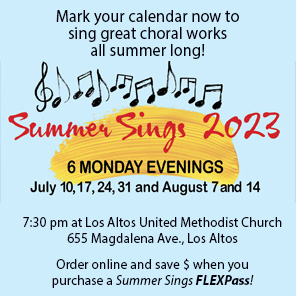 Mark your calendar now to
sing great choral works
all summer long!
Summer Sings 2023
6 MONDAY EVENINGS
July 10,17, 24, 31 and August 7 and 14
7:30 pm at Los Altos United Methodist Church
655 Magdalena Ave., Los Altos
Order online and save $ when you
purchase a Summer Sings FLEXPass!